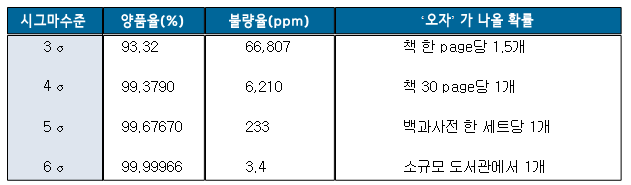 시그마수준 양품율(%) 불량율(ppm) '오자' 가 나올 확률
3 σ 93.32 66,807 책 한 page당 1.5개
4 σ 99.3790 6,210 책 30 page당 1개
5 σ 99.67670 233 백과사전 한 세트당 1개
6 σ 99.99966 3.4 소규모 도서관에서 1개